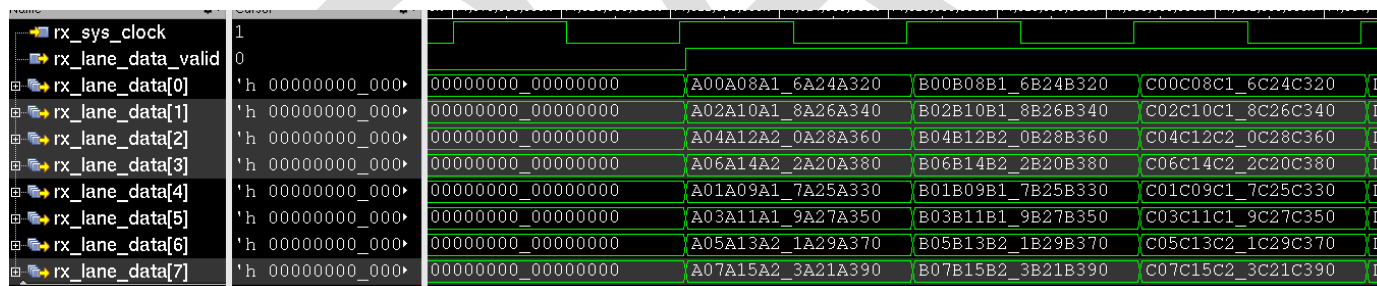 rx_sys_clock 1
rx_lane_data_valid 0
rx_lane_data[0] 'h 00000000_000 00000000_00000000 A00A08A1_6A24A320 B00B08B1_6B24B320 C00C08C1_6C24C320
rx_lane_data[1] 'h 00000000_000 00000000_00000000 A02A10A1_8A26A340 B02B10B1_8B26B340 C02C10C1_8C26C340
rx_lane_data[2] 'h 00000000_000 00000000_00000000 A04A12A2_0A28A360 B04B12B2_0B28B360 C04C12C2_0C28C360
rx_lane_data[3] 'h 00000000_000 00000000_00000000 A06A14A2_2A20A380 B06B14B2_2B20B380 C06C14C2_2C20C380
rx_lane_data[4] 'h 00000000_000 00000000_00000000 A01A09A1_7A25A330 B01B09B1_7B25B330 C01C09C1_7C25C330
rx_lane_data[5] 'h 00000000_000 00000000_00000000 A03A11A1_9A27A350 B03B11B1_9B27B350 C03C11C1_9C27C350
rx_lane_data[6] 'h 00000000_000 00000000_00000000 A05A13A2_1A29A370 B05B13B2_1B29B370 C05C13C2_1C29C370
rx_lane_data[7] 'h 00000000_000 00000000_00000000 A07A15A2_3A21A390 B07B15B2_3B21B390 C07C15C2_3C21C390